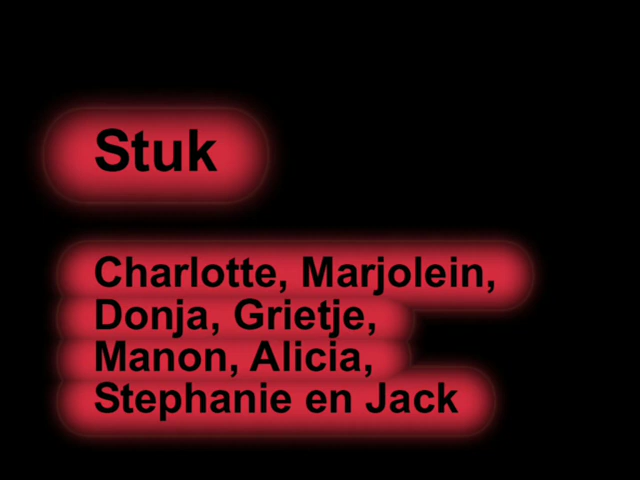 Stuk
Charlotte, Marjolein,
Donja, Grietje,
Manon, Alicia,
Stephanie en Jack